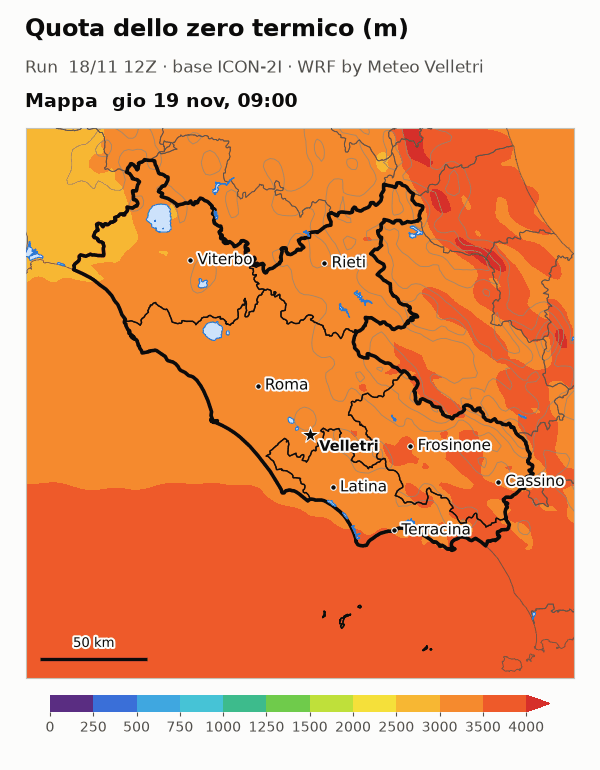 Quota dello zero termico (m)
Run  18/11 12Z · base ICON-2I · WRF by Meteo Velletri
Mappa  gio 19 nov, 09:00
Viterbo
Rieti
Roma
Velletri
Frosinone
Cassino
Latina
Terracina
50 km
0 250 500 750 1000 1250 1500 2000 2500 3000 3500 4000